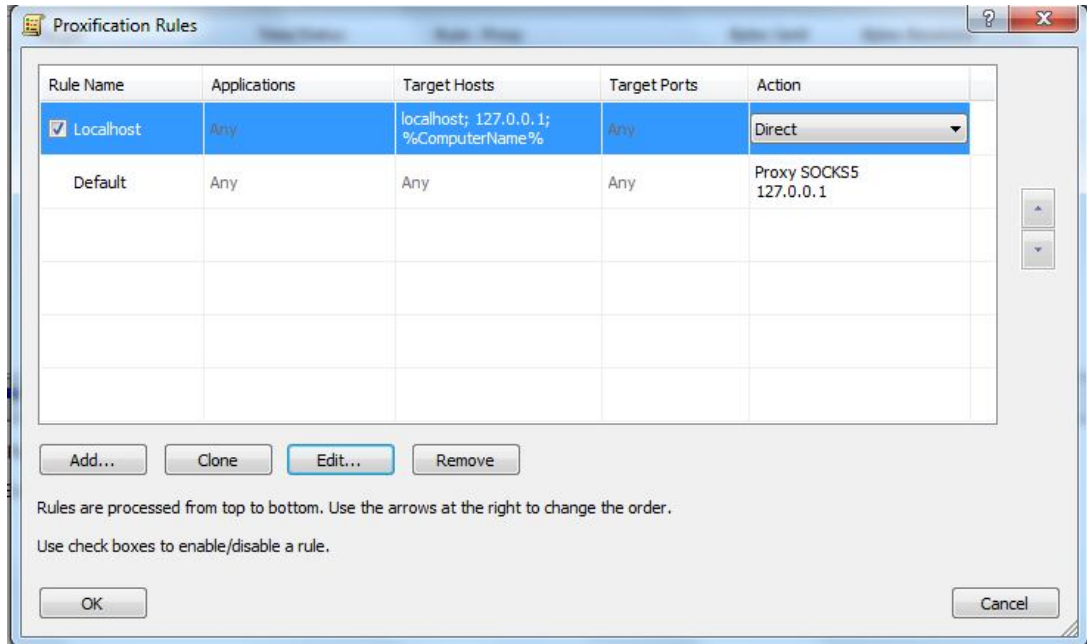 Proxification Rules
Rule Name Applications Target Hosts Target Ports Action
Localhost Any localhost; 127.0.0.1; Any Direct
%ComputerName%
Default Any Any Any Proxy SOCKS5
127.0.0.1
Add... Clone Edit... Remove
Rules are processed from top to bottom. Use the arrows at the right to change the order.
Use check boxes to enable/disable a rule.
OK Cancel